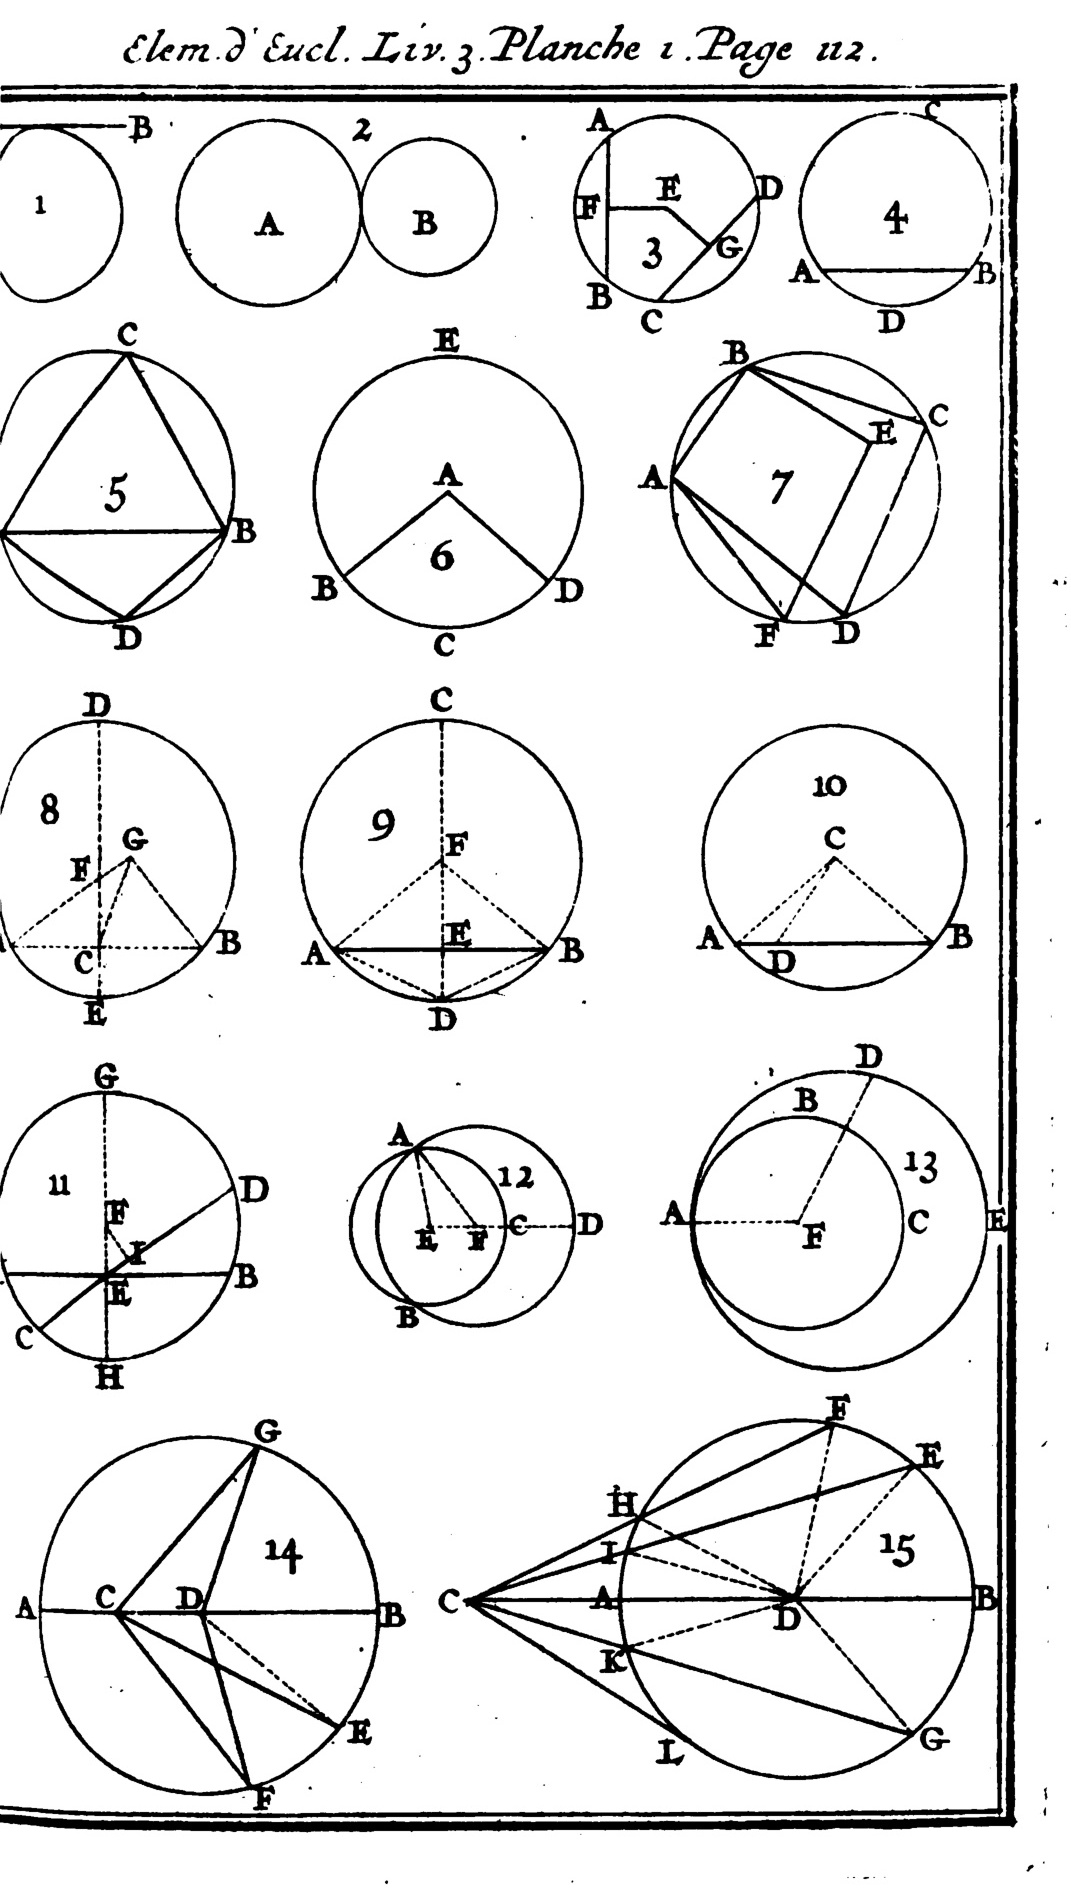 Elem. d'Eucl. Liv. 3. Planche 1. Page 112.
B 2 A D C
1 A B F E 4
3 G
B C A B D
C E B
5 A 7 E C
B A
6
B D F D
D C
8 9 10
G F C
F
B A E B A D B
C
E D
G D
A B
11 D 12 13
F E F C D A F C E
I
E B B
C
H
G F
H E
14 I 15
A C D B C A D B
K
E L G
F